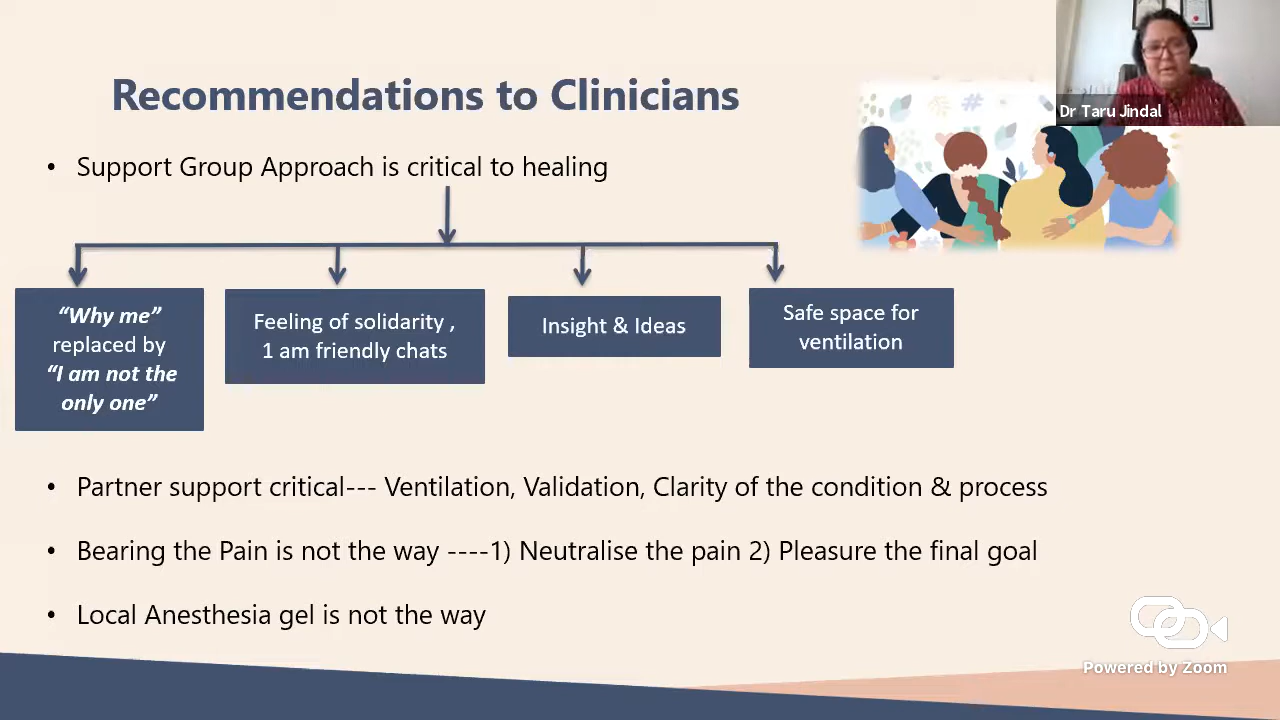 Recommendations to Clinicians
Dr Taru Jindal
• Support Group Approach is critical to healing
“Why me”
replaced by
“I am not the
only one”
Feeling of solidarity ,
1 am friendly chats
Insight & Ideas
Safe space for
ventilation
• Partner support critical--- Ventilation, Validation, Clarity of the condition & process
• Bearing the Pain is not the way ----1) Neutralise the pain 2) Pleasure the final goal
• Local Anesthesia gel is not the way
Powered by Zoom